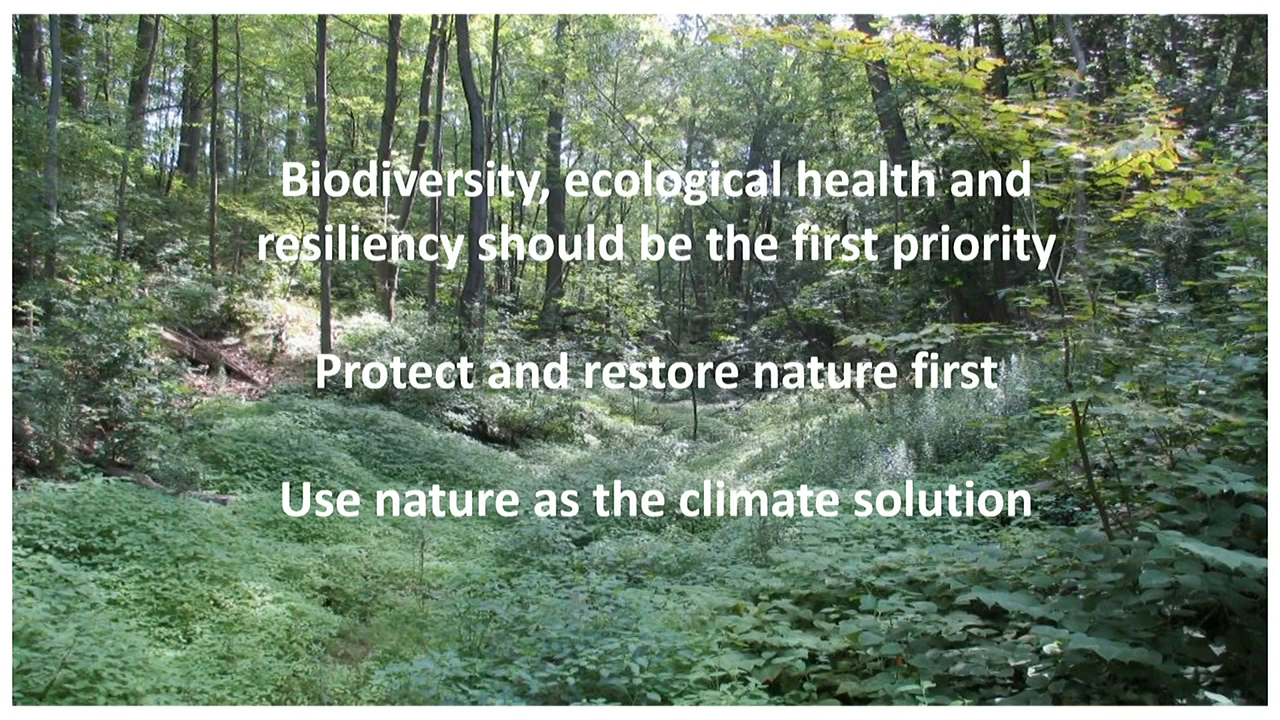 Biodiversity, ecological health and
resiliency should be the first priority
Protect and restore nature first
Use nature as the climate solution